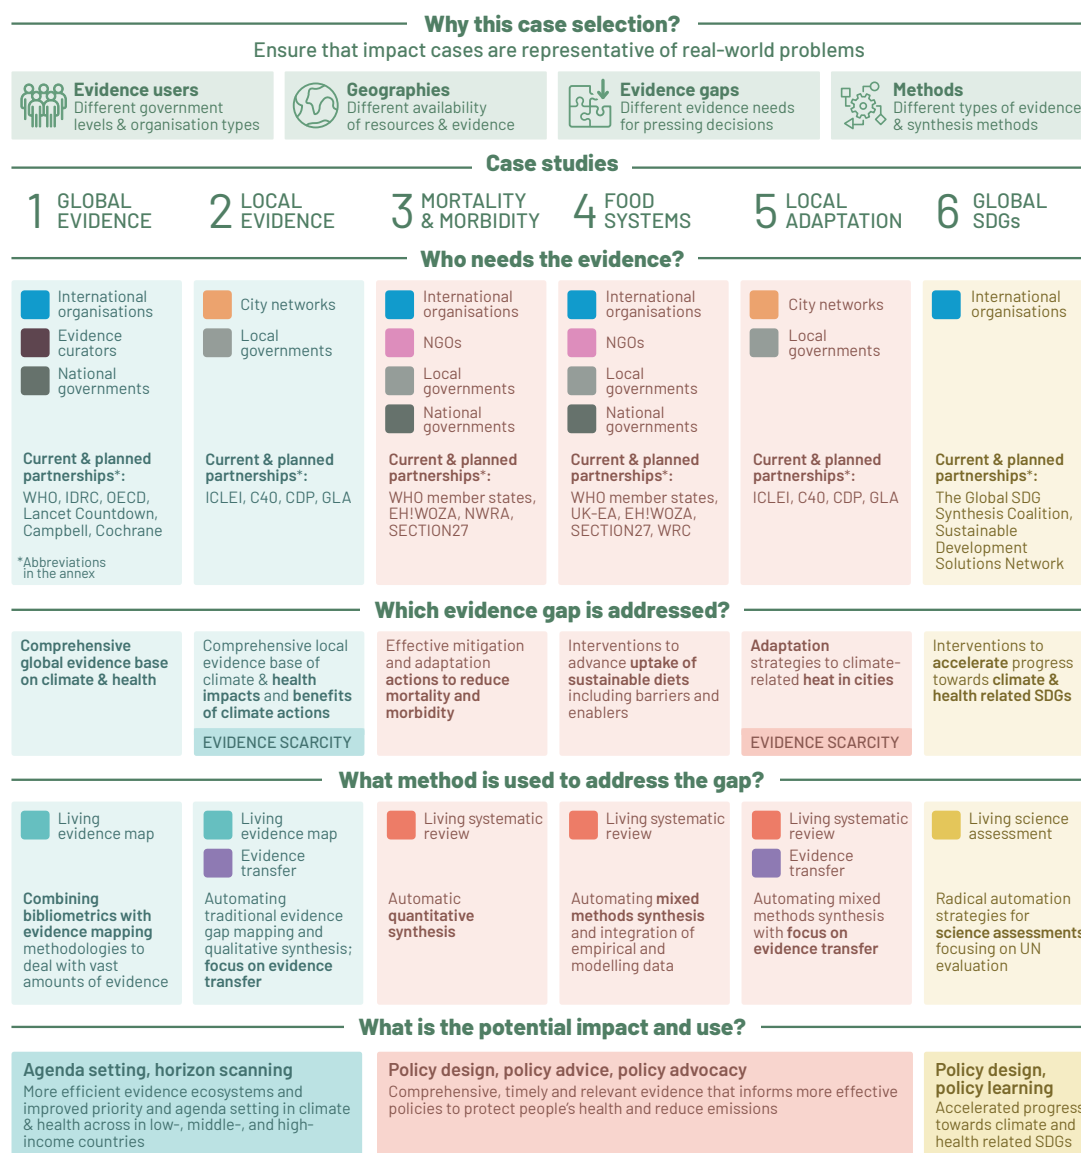 Why this case selection?
Ensure that impact cases are representative of real-world problems
Evidence users
Different government
levels & organisation types
Geographies
Different availability
of resources & evidence
Evidence gaps
Different evidence needs
for pressing decisions
Methods
Different types of evidence
& synthesis methods
Case studies
1 GLOBAL
EVIDENCE
2 LOCAL
EVIDENCE
3 MORTALITY
& MORBIDITY
4 FOOD
SYSTEMS
5 LOCAL
ADAPTATION
6 GLOBAL
SDGs
Who needs the evidence?
International
organisations
Evidence
curators
National
governments
Current & planned
partnerships*:
WHO, IDRC, OECD,
Lancet Countdown,
Campbell, Cochrane
*Abbreviations
in the annex
City networks
Local
governments
Current & planned
partnerships*:
ICLEI, C40, CDP, GLA
International
organisations
NGOs
Local
governments
National
governments
Current & planned
partnerships*:
WHO member states,
EH!WOZA, NWRA,
SECTION27
International
organisations
NGOs
Local
governments
National
governments
Current & planned
partnerships*:
WHO member states,
UK-EA, EH!WOZA,
SECTION27, WRC
City networks
Local
governments
Current & planned
partnerships*:
ICLEI, C40, CDP, GLA
International
organisations
Current & planned
partnerships*:
The Global SDG
Synthesis Coalition,
Sustainable
Development
Solutions Network
Which evidence gap is addressed?
Comprehensive
global evidence base
on climate & health
Comprehensive local
evidence base of
climate & health
impacts and benefits
of climate actions
EVIDENCE SCARCITY
Effective mitigation
and adaptation
actions to reduce
mortality and
morbidity
Interventions to
advance uptake of
sustainable diets
including barriers and
enablers
Adaptation
strategies to climate-
related heat in cities
EVIDENCE SCARCITY
Interventions to
accelerate progress
towards climate &
health related SDGs
What method is used to address the gap?
Living
evidence map
Combining
bibliometrics with
evidence mapping
methodologies to
deal with vast
amounts of evidence
Living
evidence map
Evidence
transfer
Automating
traditional evidence
gap mapping and
qualitative synthesis;
focus on evidence
transfer
Living systematic
review
Automatic
quantitative
synthesis
Living systematic
review
Automating mixed
methods synthesis
and integration of
empirical and
modelling data
Living systematic
review
Evidence
transfer
Automating mixed
methods synthesis
with focus on
evidence transfer
Living science
assessment
Radical automation
strategies for
science assessments
focusing on UN
evaluation
What is the potential impact and use?
Agenda setting, horizon scanning
More efficient evidence ecosystems and
improved priority and agenda setting in climate
& health across in low-, middle-, and high-
income countries
Policy design, policy advice, policy advocacy
Comprehensive, timely and relevant evidence that informs more effective
policies to protect people's health and reduce emissions
Policy design,
policy learning
Accelerated progress
towards climate and
health related SDGs